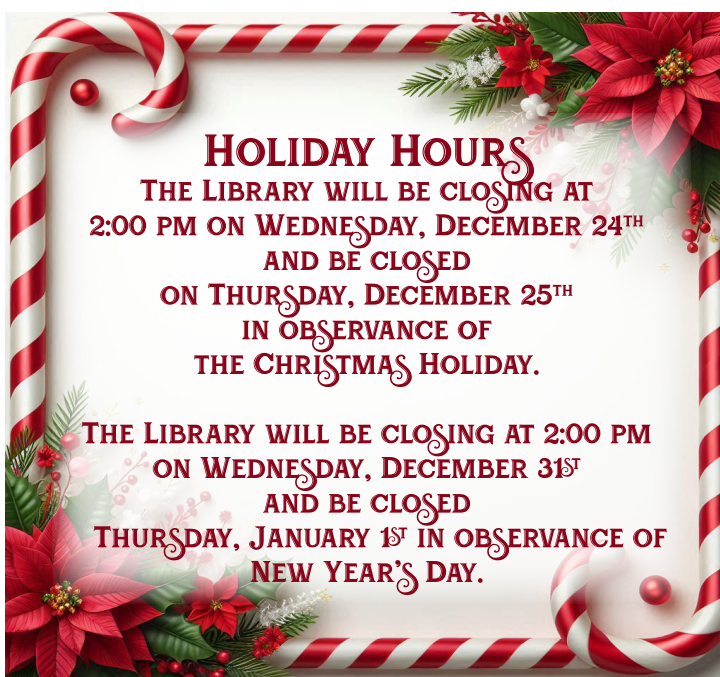 Holiday Hours
The Library will be closing at
2:00 pm on Wednesday, December 24th
and be closed
on Thursday, December 25th
in observance of
the Christmas Holiday.
The Library will be closing at 2:00 pm
on Wednesday, December 31st
and be closed
Thursday, January 1st in observance of
New Year's Day.